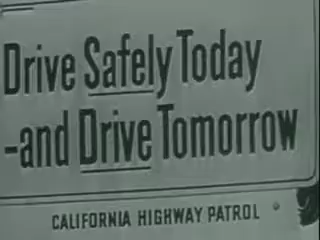 Drive Safely Today
-and Drive Tomorrow
CALIFORNIA HIGHWAY PATROL